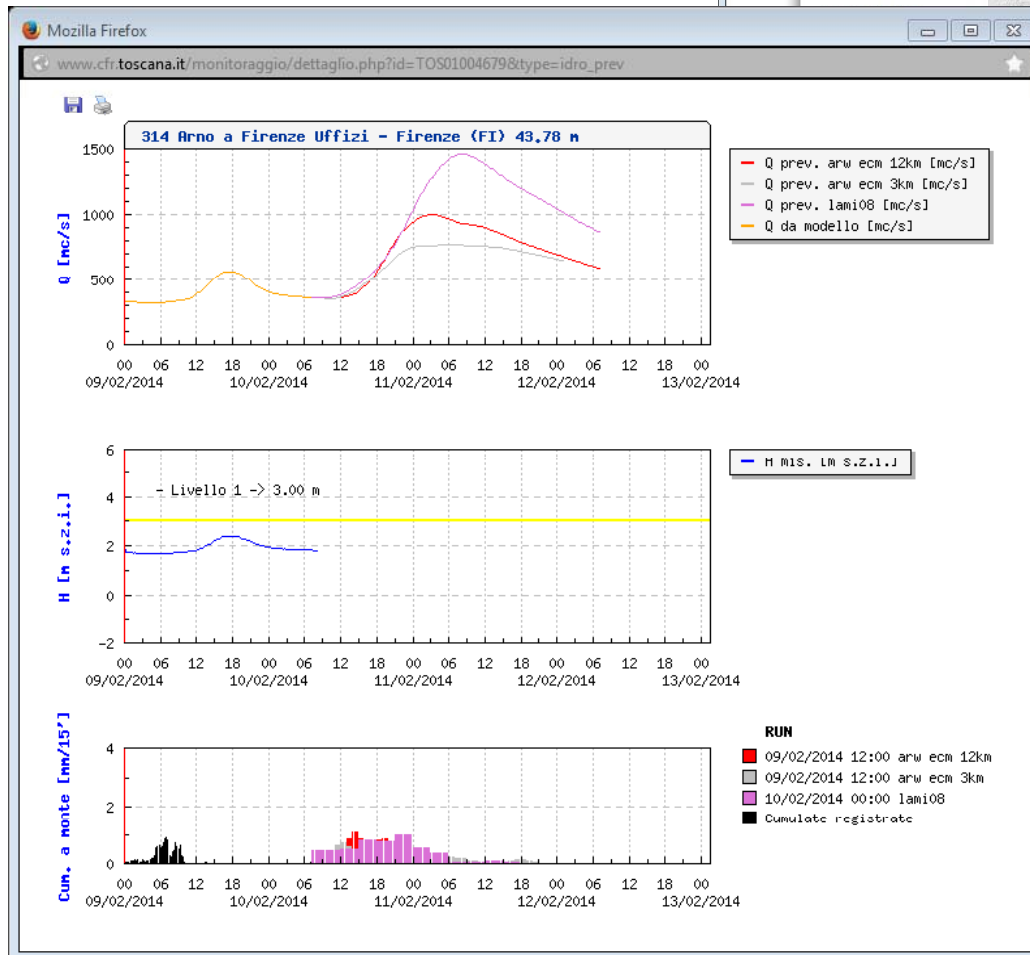 Mozilla Firefox
www.cfr.toscana.it/monitoraggio/dettaglio.php?id=TOS01004679&type=idro_prev
314 Arno a Firenze Uffizi - Firenze (FI) 43.78 m
Q [mc/s]
1500
1000
500
0
00 06 12 18 00 06 12 18 00 06 12 18 00 06 12 18 00
09/02/2014 10/02/2014 11/02/2014 12/02/2014 13/02/2014
Q prev. arw ecm 12km [mc/s]
Q prev. arw ecm 3km [mc/s]
Q prev. lami08 [mc/s]
Q da modello [mc/s]
H [m s.z.i.]
6
4
2
0
-2
- Livello 1 -> 3.00 m
00 06 12 18 00 06 12 18 00 06 12 18 00 06 12 18 00
09/02/2014 10/02/2014 11/02/2014 12/02/2014 13/02/2014
H mis. [m s.z.i.]
Cum. a monte [mm/15']
4
2
0
00 06 12 18 00 06 12 18 00 06 12 18 00 06 12 18 00
09/02/2014 10/02/2014 11/02/2014 12/02/2014 13/02/2014
RUN
09/02/2014 12:00 arw ecm 12km
09/02/2014 12:00 arw ecm 3km
10/02/2014 00:00 lami08
Cumulate registrate